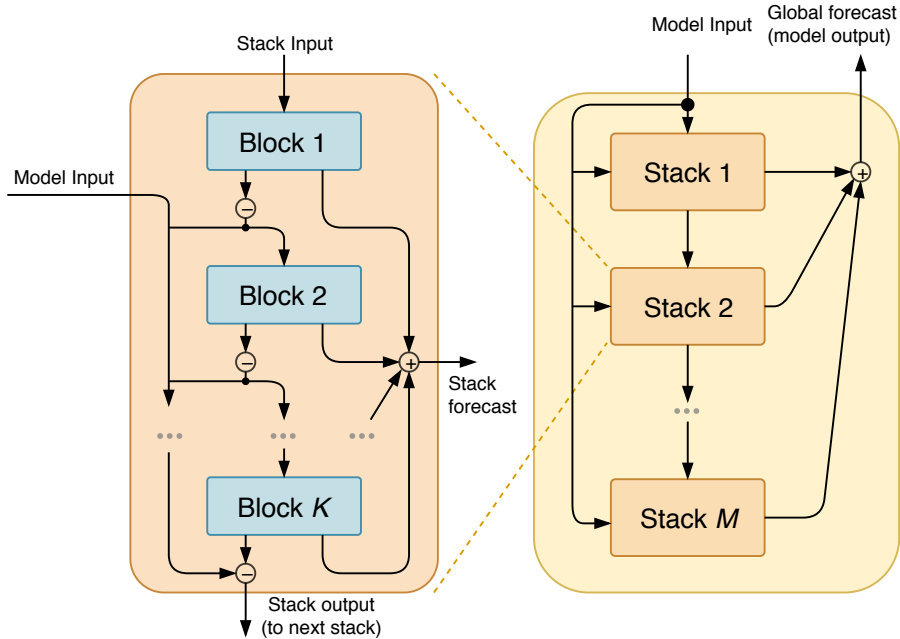 Stack Input
Block 1
−
Model Input
Block 2
−
+
Stack
forecast
...
...
...
Block K
−
Stack output
(to next stack)
Model Input
Global forecast
(model output)
Stack 1
+
Stack 2
...
Stack M